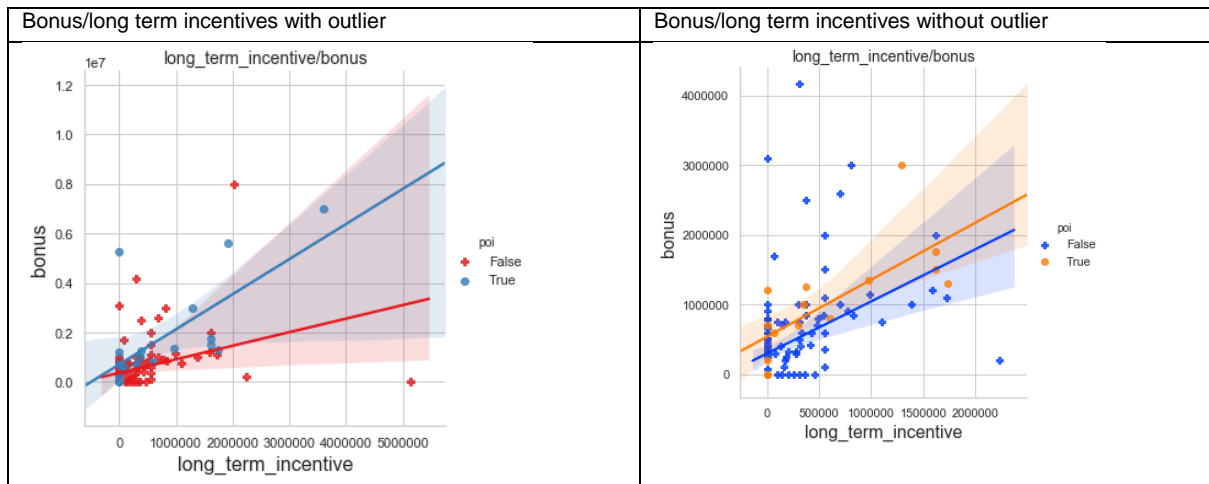 Bonus/long term incentives with outlier
long_term_incentive/bonus
1e7
1.2
1.0
0.8
0.6
0.4
0.2
0.0
bonus
0 1000000 2000000 3000000 4000000 5000000
long_term_incentive
poi
False
True
Bonus/long term incentives without outlier
long_term_incentive/bonus
4000000
3000000
2000000
1000000
0
bonus
0 500000 1000000 1500000 2000000
long_term_incentive
poi
False
True